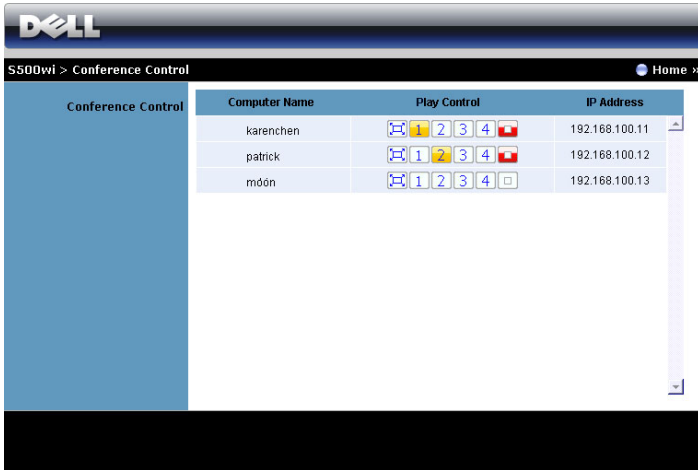 DELL
S500wi > Conference Control
Home »
Conference Control
Computer Name Play Control IP Address
karenchen 1 2 3 4 192.168.100.11
patrick 1 2 3 4 192.168.100.12
móón 1 2 3 4 192.168.100.13